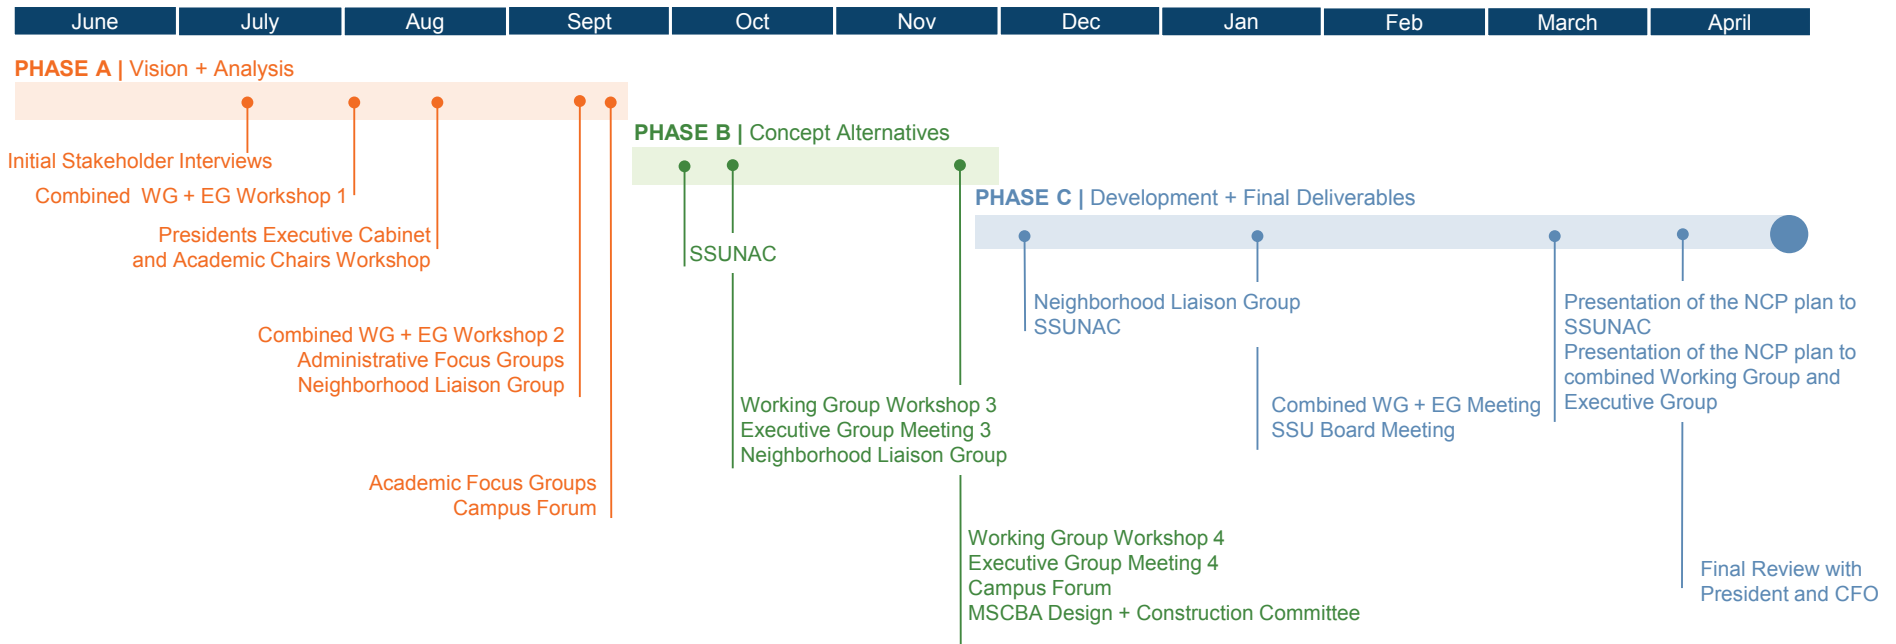 June
July
Aug
Sept
Oct
Nov
Dec
Jan
Feb
March
April
PHASE A | Vision + Analysis
Initial Stakeholder Interviews
Combined WG + EG Workshop 1
Presidents Executive Cabinet
and Academic Chairs Workshop
Combined WG + EG Workshop 2
Administrative Focus Groups
Neighborhood Liaison Group
Academic Focus Groups
Campus Forum
PHASE B | Concept Alternatives
SSUNAC
Working Group Workshop 3
Executive Group Meeting 3
Neighborhood Liaison Group
Working Group Workshop 4
Executive Group Meeting 4
Campus Forum
MSCBA Design + Construction Committee
PHASE C | Development + Final Deliverables
Neighborhood Liaison Group
SSUNAC
Combined WG + EG Meeting
SSU Board Meeting
Presentation of the NCP plan to
SSUNAC
Presentation of the NCP plan to
combined Working Group and
Executive Group
Final Review with
President and CFO